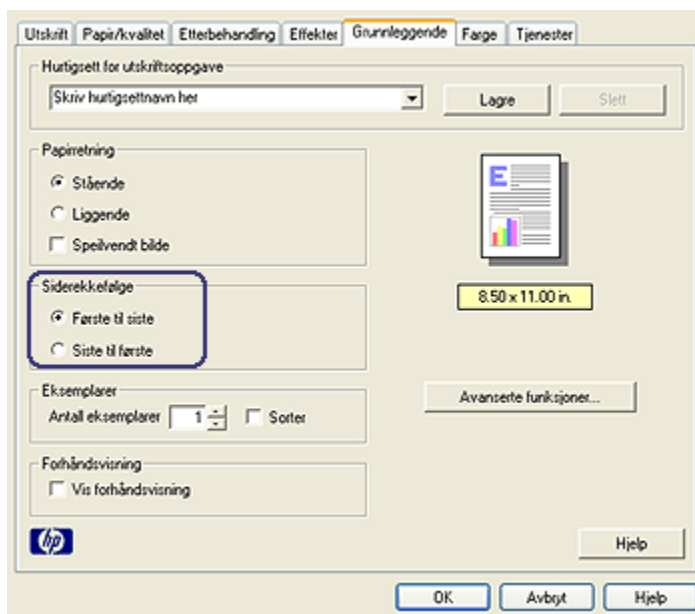 Utskrift Papir/kvalitet Etterbehandling Effekter Grunnleggende Farge Tjenester
Hurtigsett for utskriftsoppgave
Skriv hurtigsettnavn her Lagre Slett
Papirretning
Stående
Liggende
Speilvendt bilde
E
Siderekkefølge
8.50 x 11.00 in.
Første til siste
Siste til første
Eksemplarer
Antall eksemplarer 1 Sorter
Avanserte funksjoner...
Forhåndsvisning
Vis forhåndsvisning
hp
Hjelp
OK Avbryt Hjelp